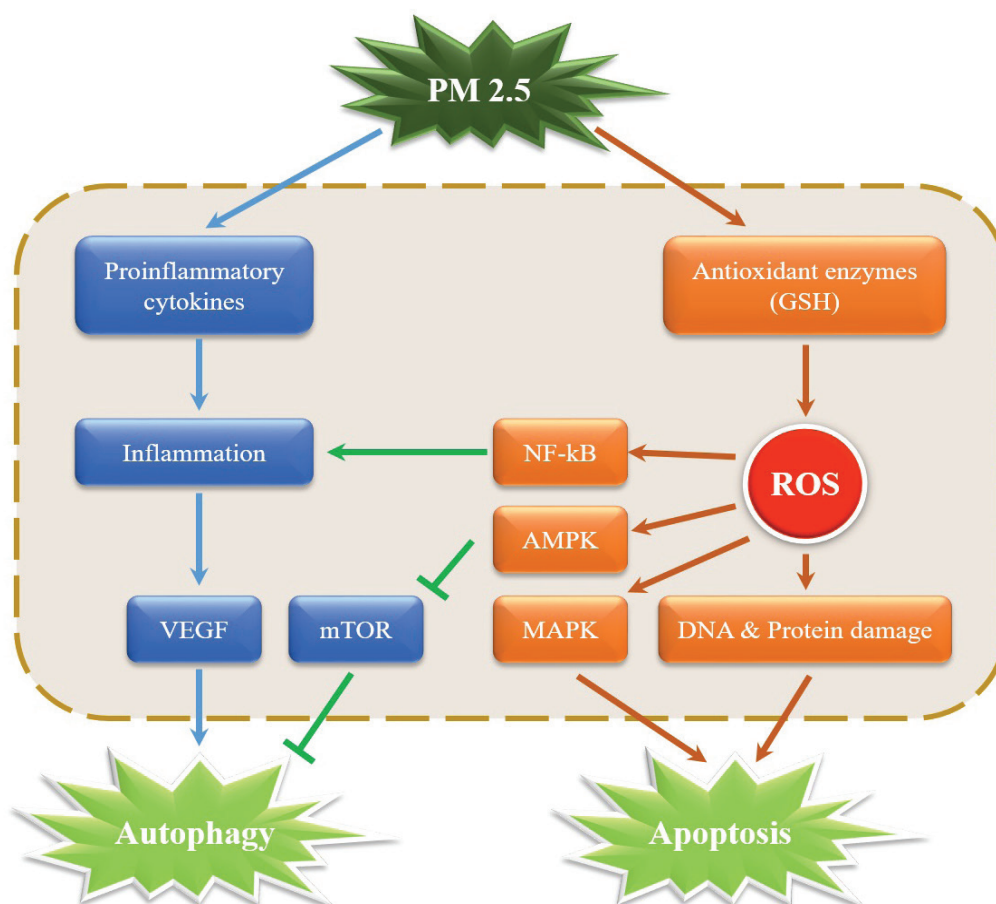 PM 2.5
Proinflammatory
cytokines
Antioxidant enzymes
(GSH)
Inflammation
NF-kB
ROS
AMPK
VEGF
mTOR
MAPK
DNA & Protein damage
Autophagy
Apoptosis